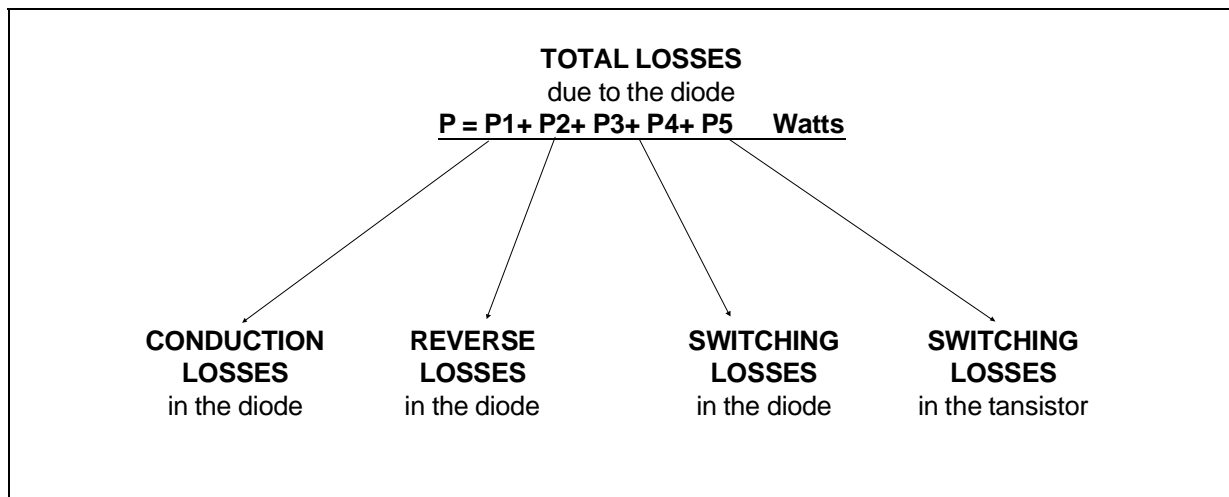 TOTAL LOSSES
due to the diode
P = P1+ P2+ P3+ P4+ P5 Watts
CONDUCTION
LOSSES
in the diode
REVERSE
LOSSES
in the diode
SWITCHING
LOSSES
in the diode
SWITCHING
LOSSES
in the tansistor